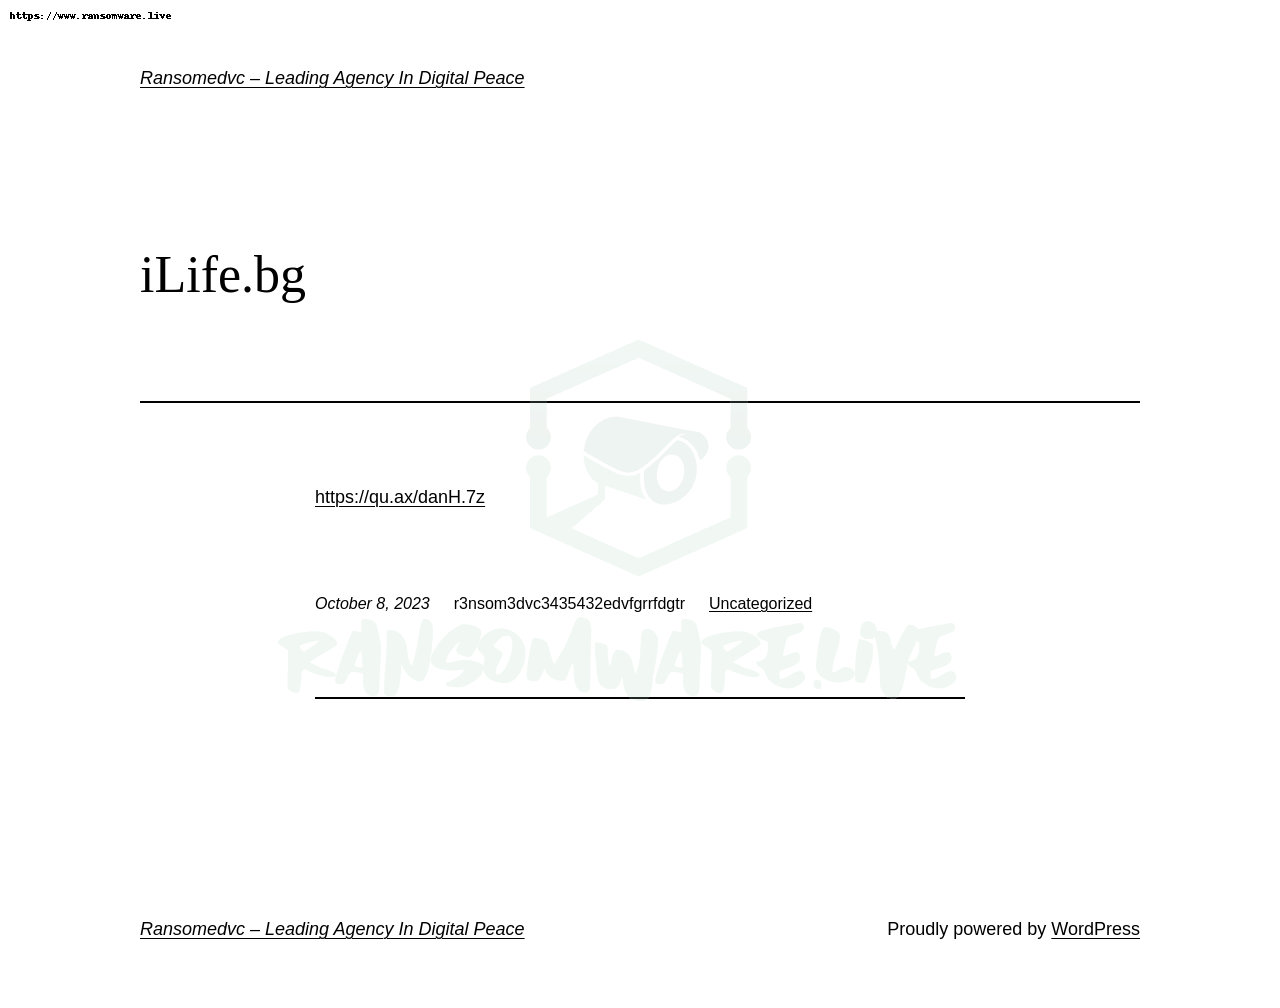 https://www.ransomware.live
Ransomedvc – Leading Agency In Digital Peace
iLife.bg
https://qu.ax/danH.7z
October 8, 2023 r3nsom3dvc3435432edvfgrrfdgtr Uncategorized
RANSOMWARE.LiVE
Ransomedvc – Leading Agency In Digital Peace
Proudly powered by WordPress